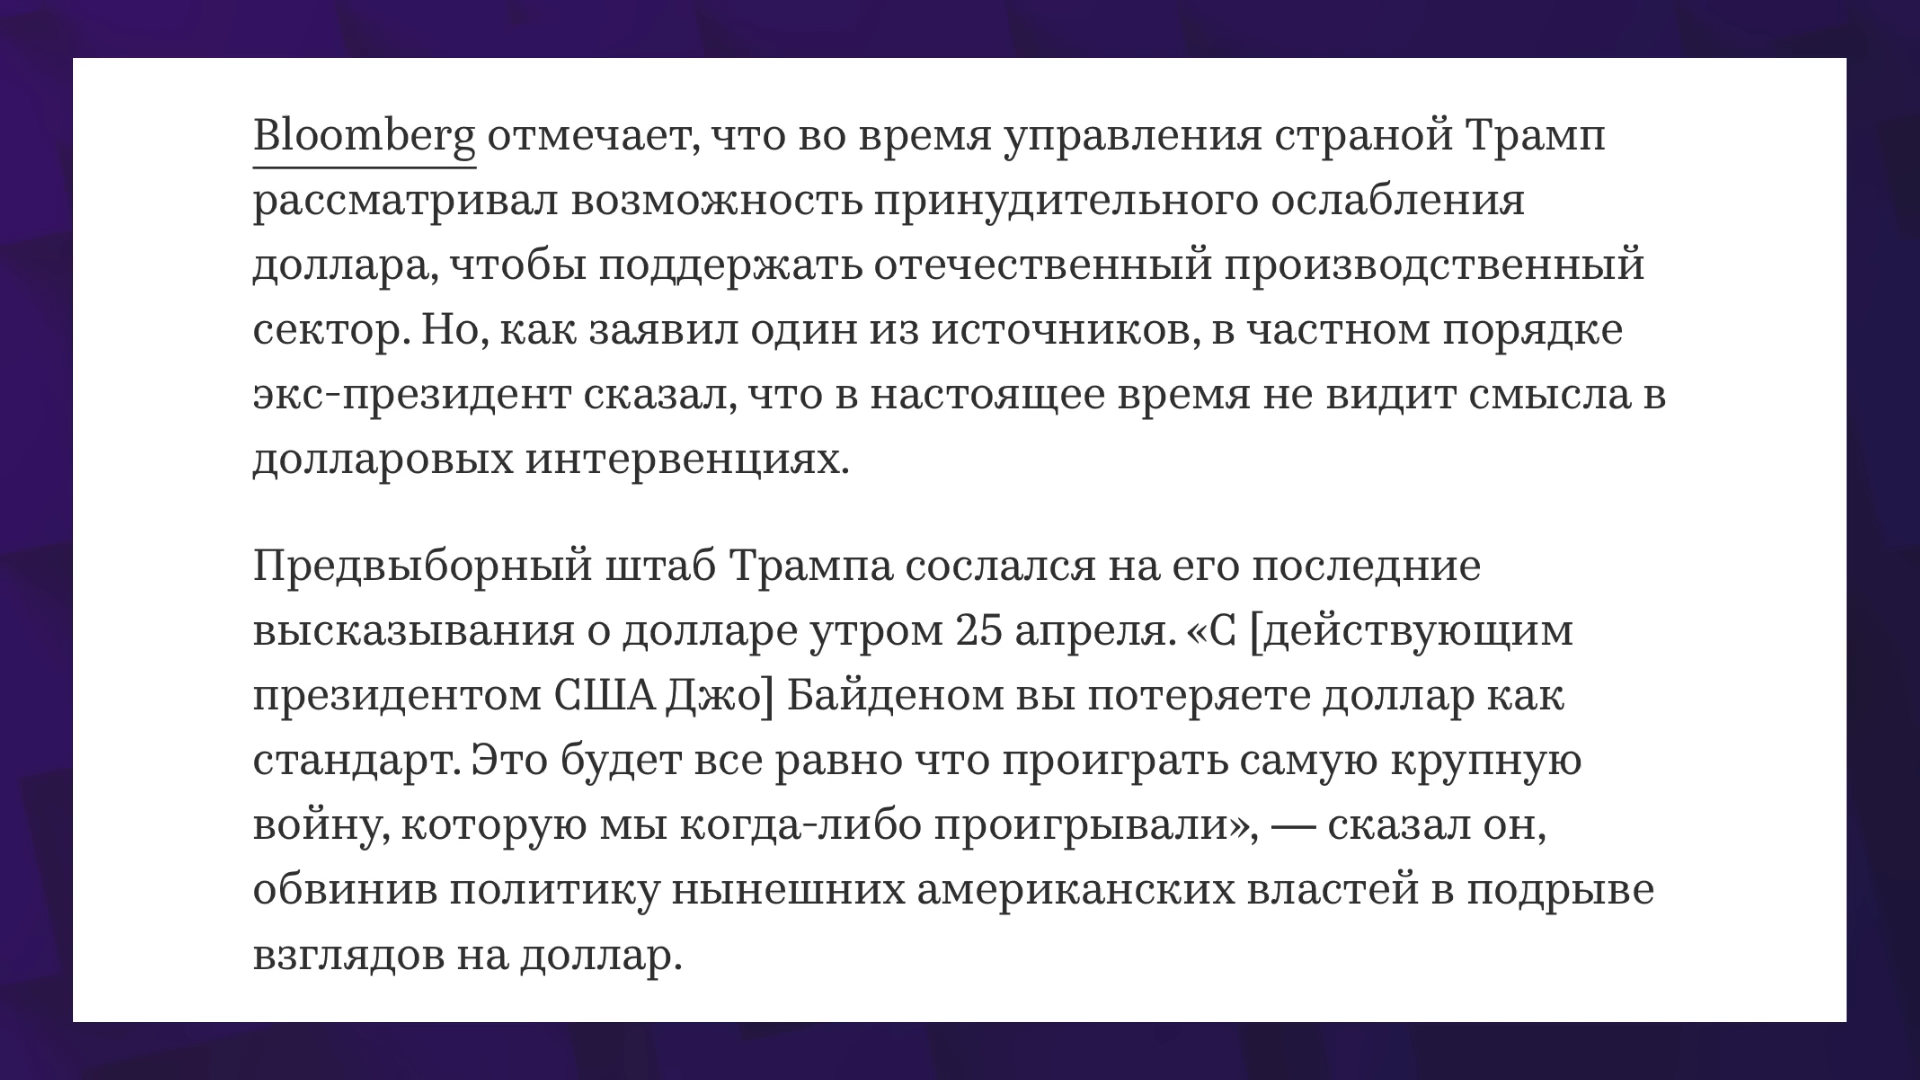 Bloomberg отмечает, что во время управления страной Трамп
рассматривал возможность принудительного ослабления
доллара, чтобы поддержать отечественный производственный
сектор. Но, как заявил один из источников, в частном порядке
экс-президент сказал, что в настоящее время не видит смысла в
долларовых интервенциях.
Предвыборный штаб Трампа сослался на его последние
высказывания о долларе утром 25 апреля. «С [действующим
президентом США Джо] Байденом вы потеряете доллар как
стандарт. Это будет все равно что проиграть самую крупную
войну, которую мы когда-либо проигрывали», — сказал он,
обвинив политику нынешних американских властей в подрыве
взглядов на доллар.